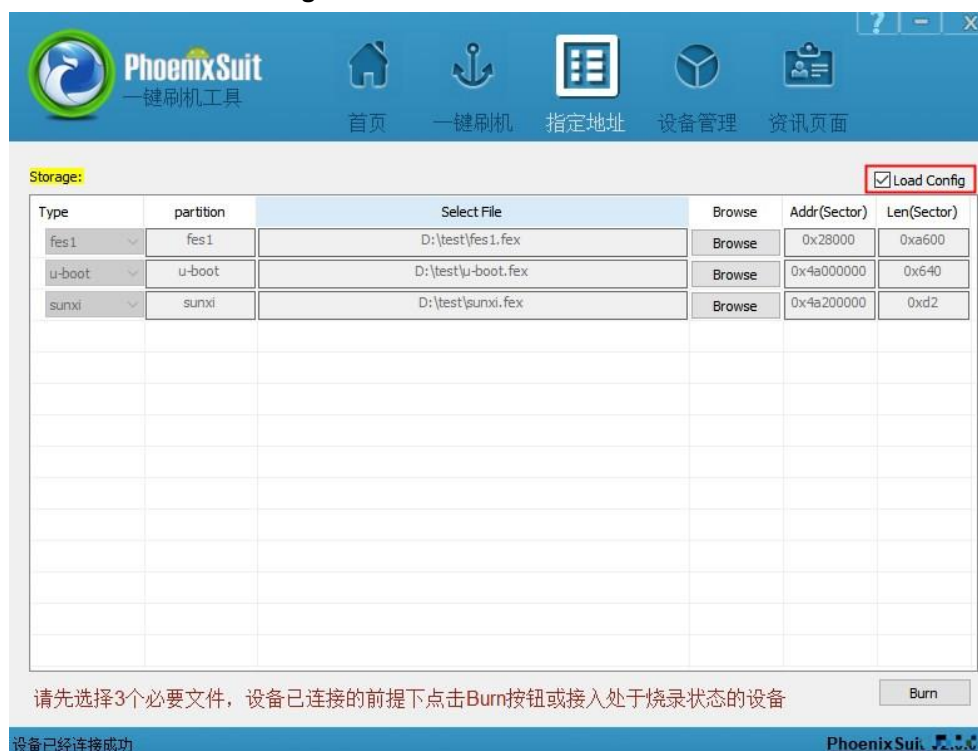 ? - X
PhoenixSuit
一键刷机工具
首页 一键刷机 指定地址 设备管理 资讯页面
Storage:
Load Config
Type partition Select File Browse Addr(Sector) Len(Sector)
fes1 fes1 D:\test\fes1.fex Browse 0x28000 0xa600
u-boot u-boot D:\test\u-boot.fex Browse 0x4a000000 0x640
sunxi sunxi D:\test\sunxi.fex Browse 0x4a200000 0xd2
请先选择3个必要文件，设备已连接的前提下点击Burn按钮或接入处于烧录状态的设备
Burn
设备已经连接成功
PhoenixSuit